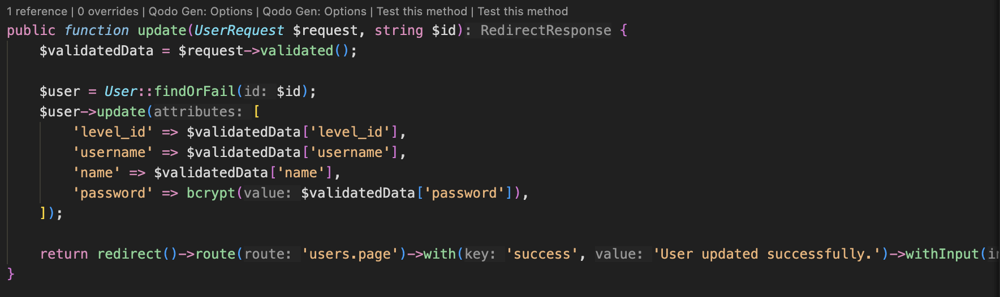 1 reference | 0 overrides | Qodo Gen: Options | Qodo Gen: Options | Test this method | Test this method
public function update(UserRequest $request, string $id): RedirectResponse {
    $validatedData = $request->validated();

    $user = User::findOrFail(id: $id);
    $user->update(attributes: [
        'level_id' => $validatedData['level_id'],
        'username' => $validatedData['username'],
        'name' => $validatedData['name'],
        'password' => bcrypt(value: $validatedData['password']),
    ]);

    return redirect()->route(route: 'users.page')->with(key: 'success', value: 'User updated successfully.')->withInput(
}